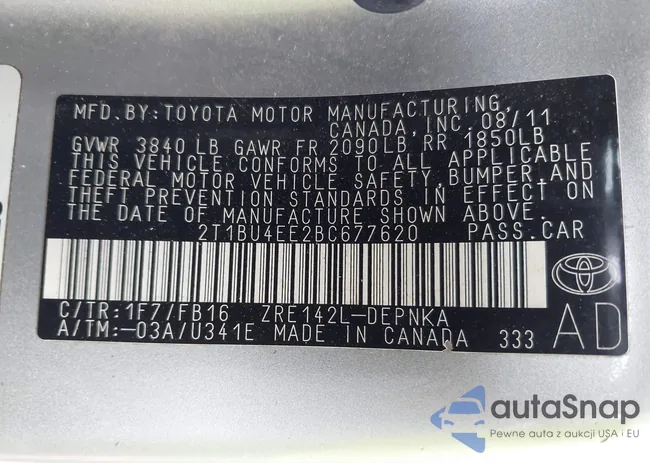 MFD. BY: TOYOTA MOTOR MANUFACTURING,
CANADA, INC. 08/11
GVWR 3840 LB GAWR FR 2090LB, RR 1850LB
THIS VEHICLE CONFORMS TO ALL APPLICABLE
FEDERAL MOTOR VEHICLE SAFETY, BUMPER, AND
THEFT PREVENTION STANDARDS IN EFFECT ON
THE DATE OF MANUFACTURE SHOWN ABOVE.
2T1BU4EE2BC677620 PASS. CAR
C/TR: 1F7/FB16 ZRE142L-DEPNKA
A/TM: -03A/U341E MADE IN CANADA 333
AD
autaSnap
Pewne auta z aukcji USA i EU